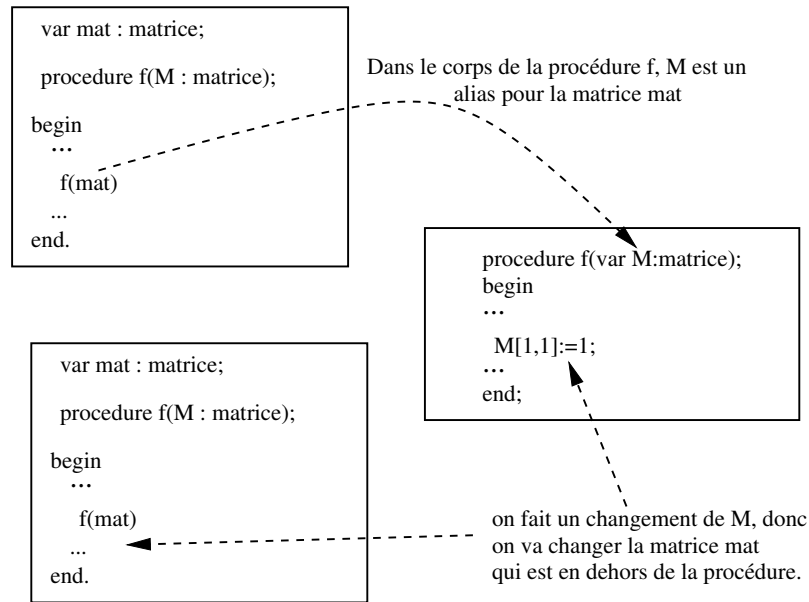 var mat : matrice;
procedure f(M : matrice);
begin
...
f(mat)
...
end.
Dans le corps de la procédure f, M est un
alias pour la matrice mat
procedure f(var M:matrice);
begin
...
M[1,1]:=1;
...
end;
var mat : matrice;
procedure f(M : matrice);
begin
...
f(mat)
...
end.
on fait un changement de M, donc
on va changer la matrice mat
qui est en dehors de la procédure.